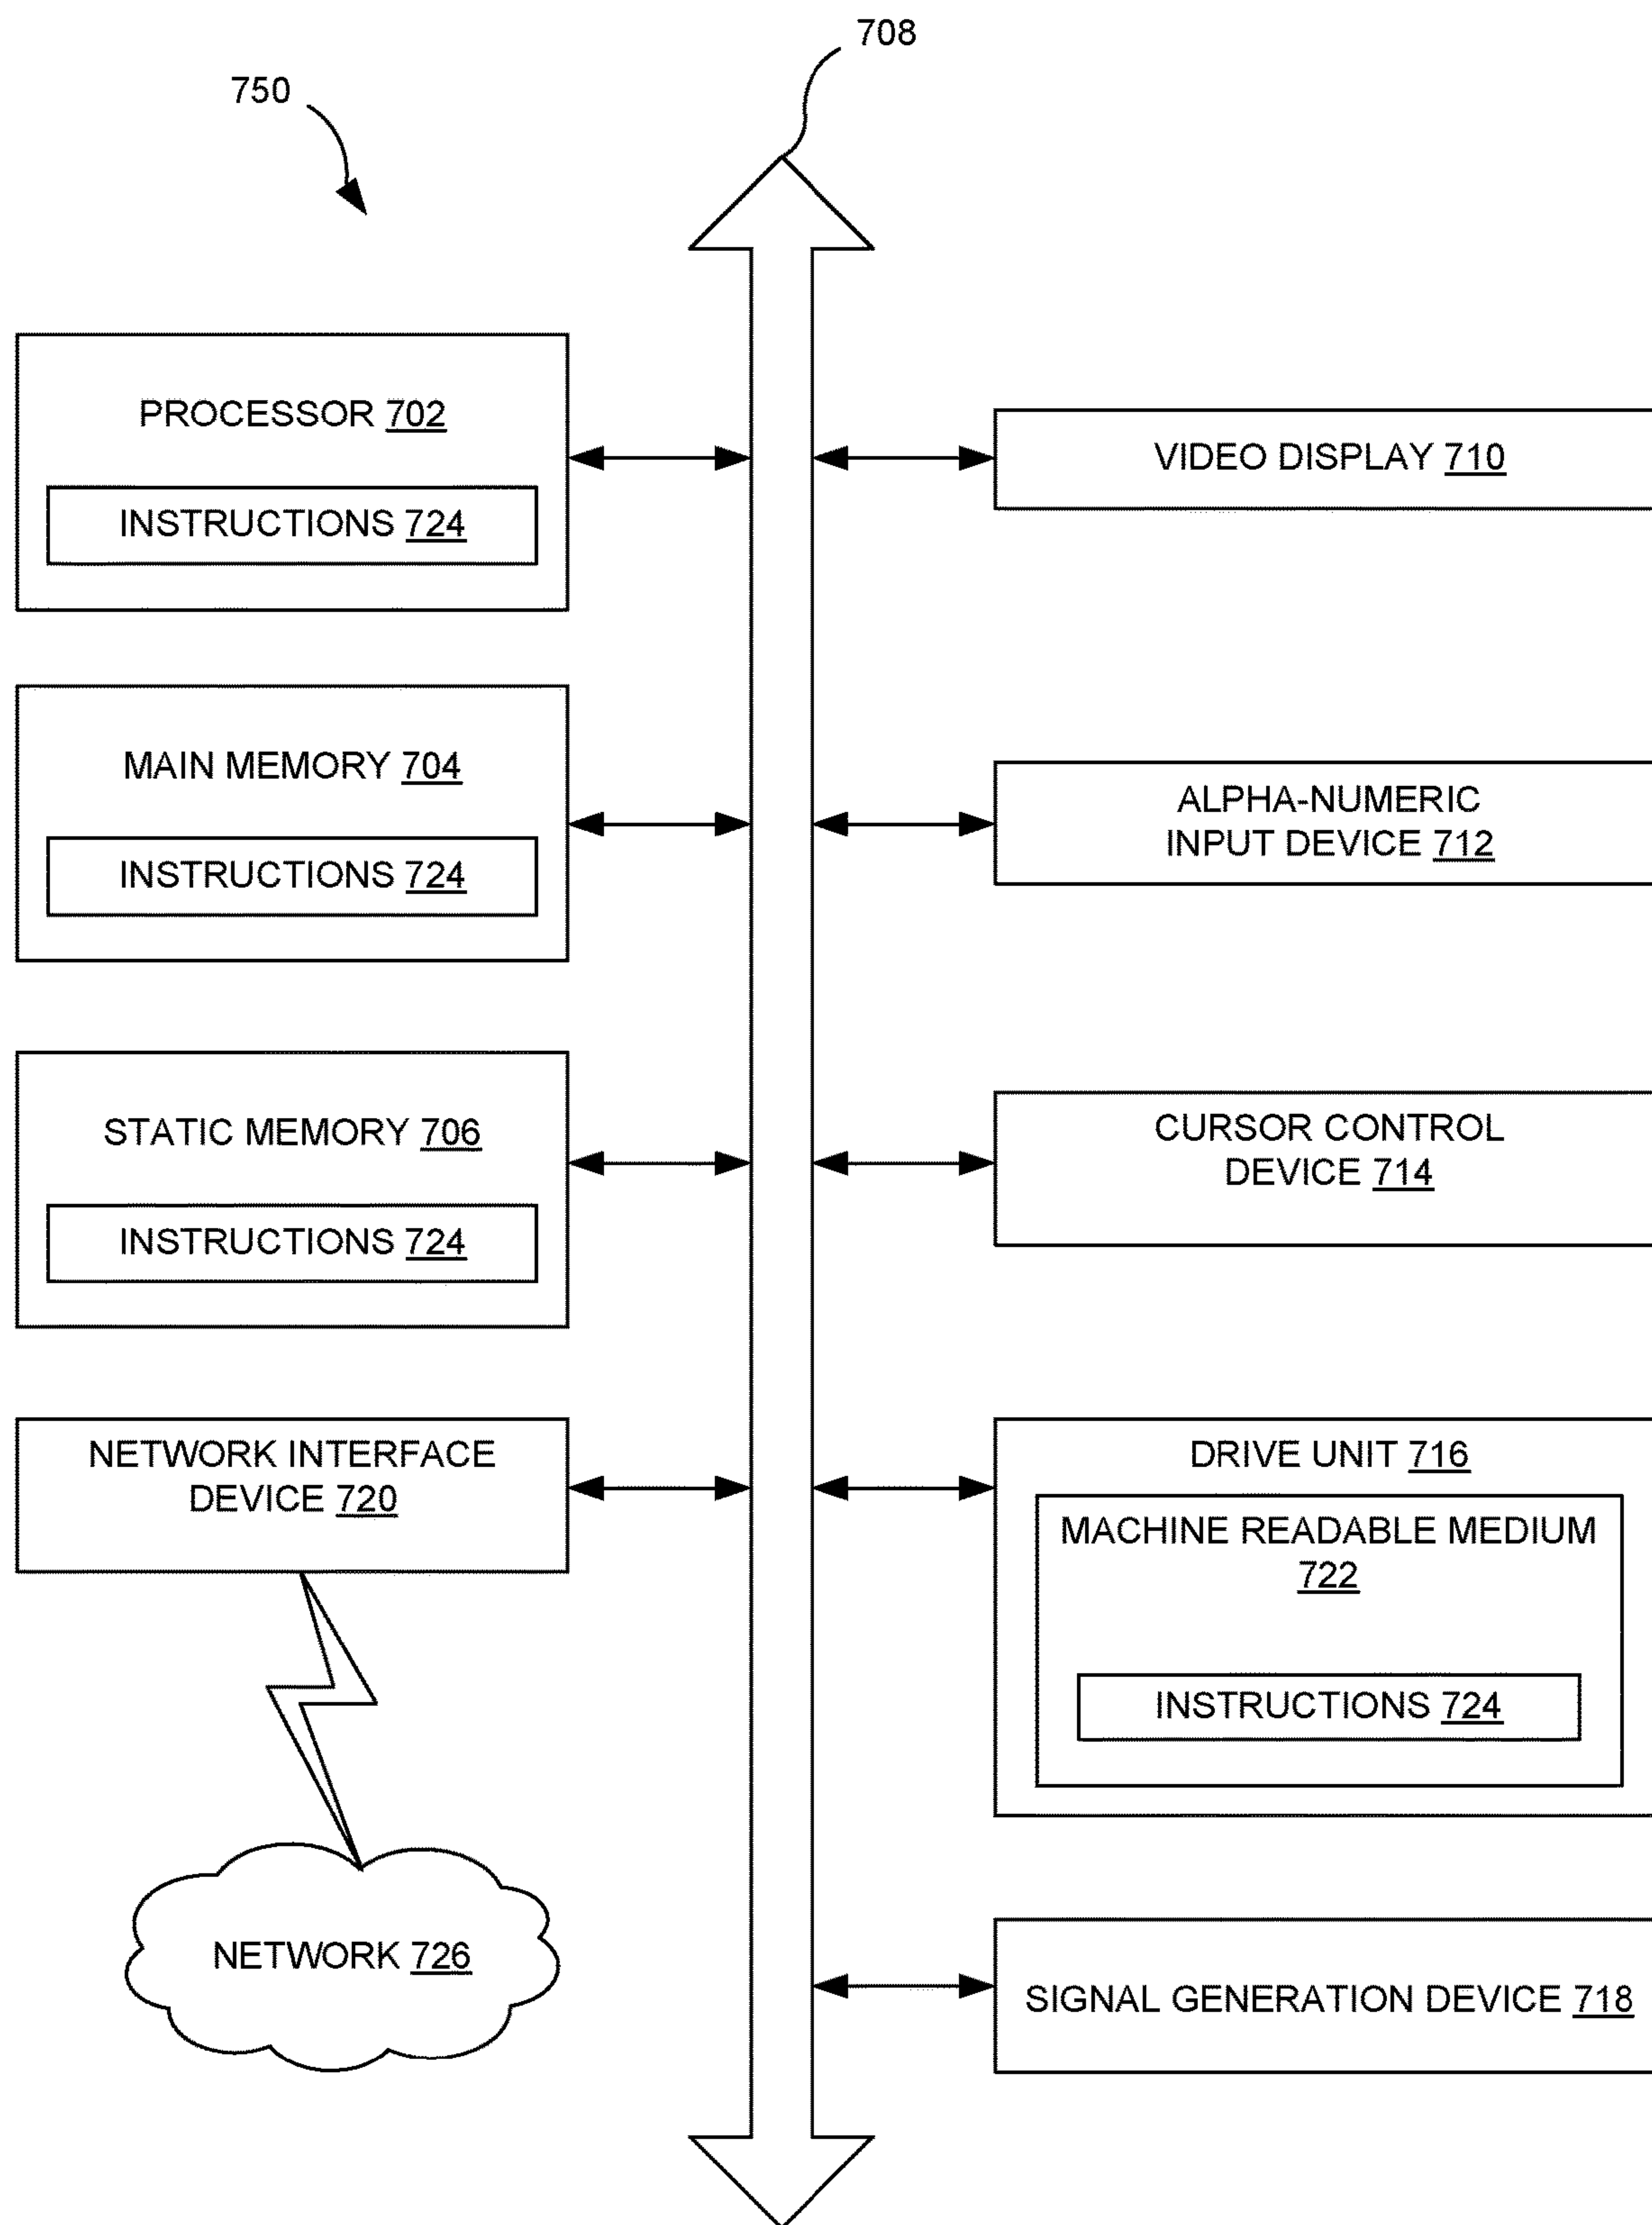 708
750
PROCESSOR 702
INSTRUCTIONS 724
MAIN MEMORY 704
INSTRUCTIONS 724
STATIC MEMORY 706
INSTRUCTIONS 724
NETWORK INTERFACE
DEVICE 720
NETWORK 726
VIDEO DISPLAY 710
ALPHA-NUMERIC
INPUT DEVICE 712
CURSOR CONTROL
DEVICE 714
DRIVE UNIT 716
MACHINE READABLE MEDIUM
722
INSTRUCTIONS 724
SIGNAL GENERATION DEVICE 718